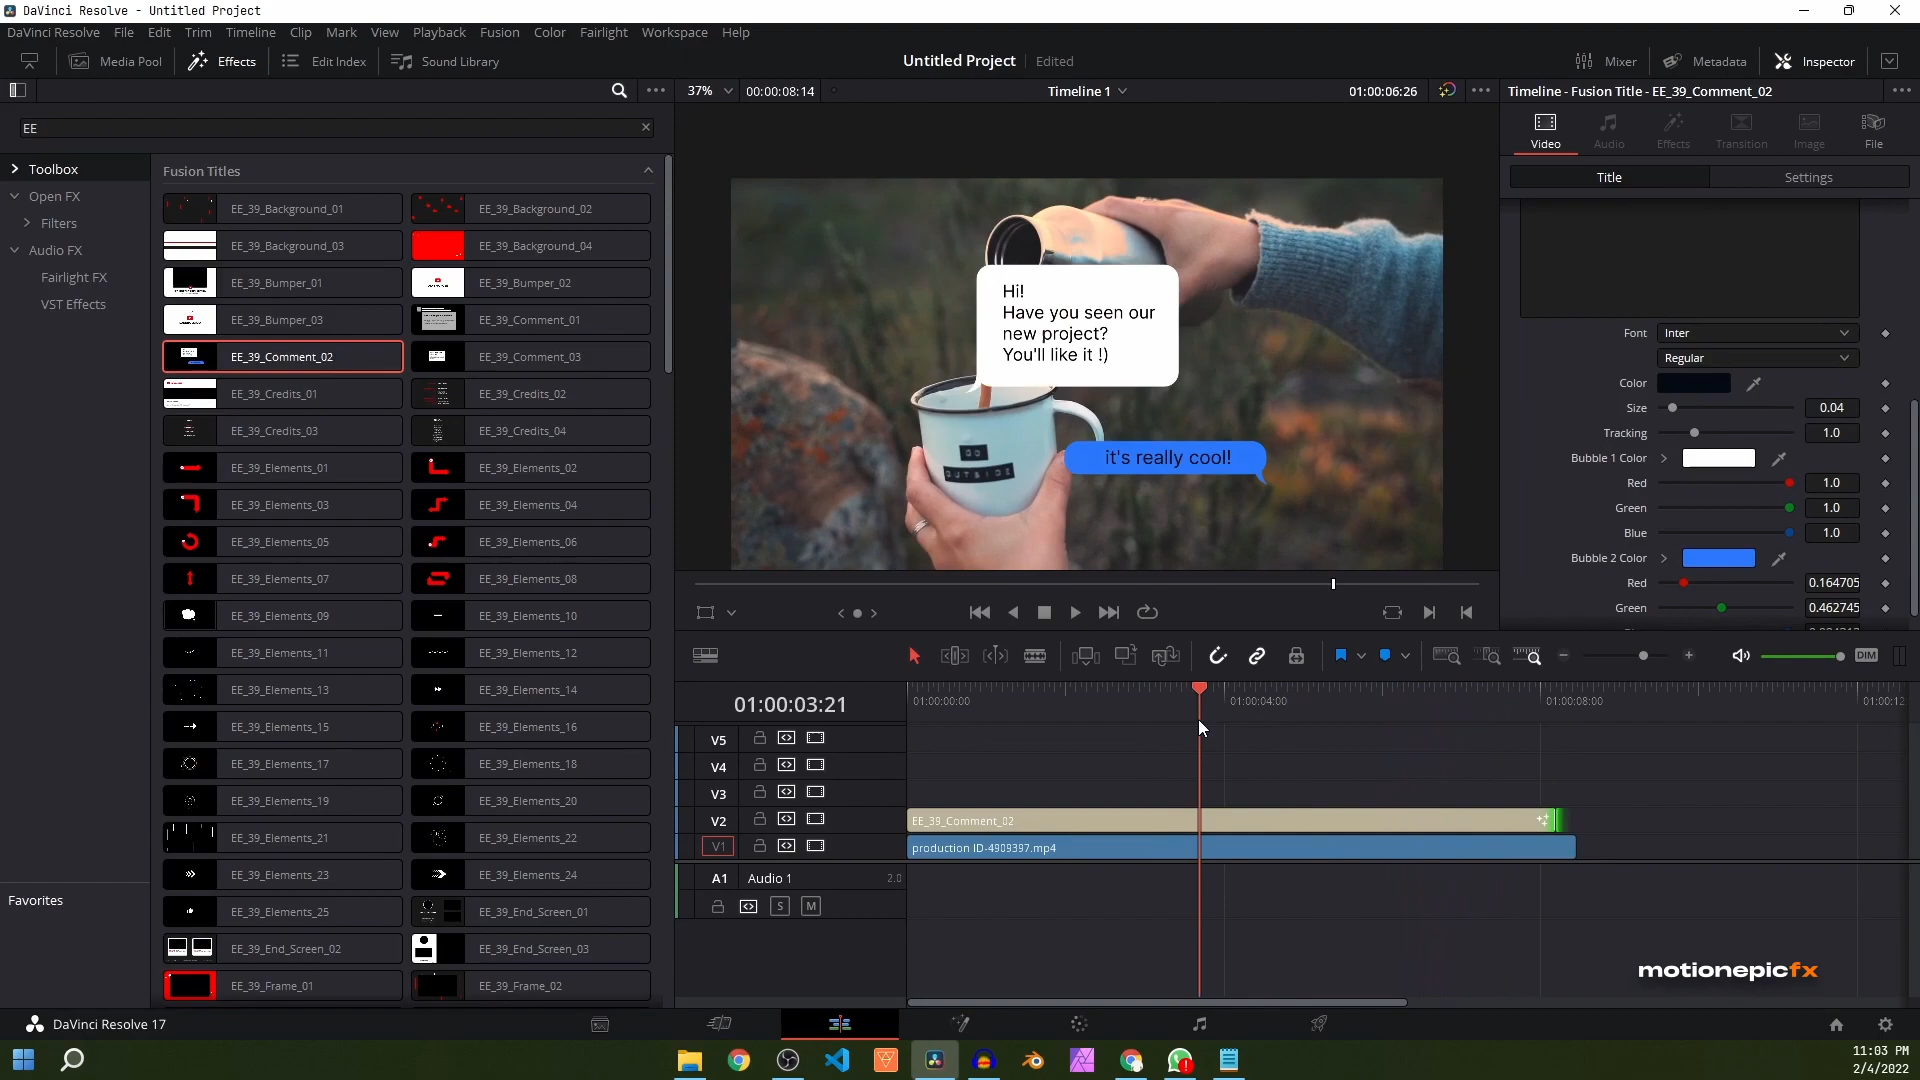 DaVinci Resolve - Untitled Project
DaVinci Resolve File Edit Trim Timeline Clip Mark View Playback Fusion Color Fairlight Workspace Help
Media Pool Effects Edit Index Sound Library
Untitled Project Edited
Mixer Metadata Inspector
37% 00:00:08:14 Timeline 1 01:00:06:26
Timeline - Fusion Title - EE_39_Comment_02
EE
Toolbox
Open FX
Filters
Audio FX
Fairlight FX
VST Effects
Favorites
Fusion Titles
EE_39_Background_01 EE_39_Background_02
EE_39_Background_03 EE_39_Background_04
EE_39_Bumper_01 EE_39_Bumper_02
EE_39_Bumper_03 EE_39_Comment_01
EE_39_Comment_02 EE_39_Comment_03
EE_39_Credits_01 EE_39_Credits_02
EE_39_Credits_03 EE_39_Credits_04
EE_39_Elements_01 EE_39_Elements_02
EE_39_Elements_03 EE_39_Elements_04
EE_39_Elements_05 EE_39_Elements_06
EE_39_Elements_07 EE_39_Elements_08
EE_39_Elements_09 EE_39_Elements_10
EE_39_Elements_11 EE_39_Elements_12
EE_39_Elements_13 EE_39_Elements_14
EE_39_Elements_15 EE_39_Elements_16
EE_39_Elements_17 EE_39_Elements_18
EE_39_Elements_19 EE_39_Elements_20
EE_39_Elements_21 EE_39_Elements_22
EE_39_Elements_23 EE_39_Elements_24
EE_39_Elements_25 EE_39_End_Screen_01
EE_39_End_Screen_02 EE_39_End_Screen_03
EE_39_Frame_01 EE_39_Frame_02
Hi!
Have you seen our
new project?
You'll like it !)
it's really cool!
GO
OUTSIDE
Video Audio Effects Transition Image File
Title Settings
Font Inter
Regular
Color
Size 0.04
Tracking 1.0
Bubble 1 Color
Red 1.0
Green 1.0
Blue 1.0
Bubble 2 Color
Red 0.164705
Green 0.462745
DIM
01:00:03:21
01:00:00:00 01:00:04:00 01:00:08:00 01:00:12
V5
V4
V3
V2 EE_39_Comment_02
V1 production ID-4909397.mp4
A1 Audio 1 2.0
S M
motionepicfx
DaVinci Resolve 17
11:03 PM
2/4/2022